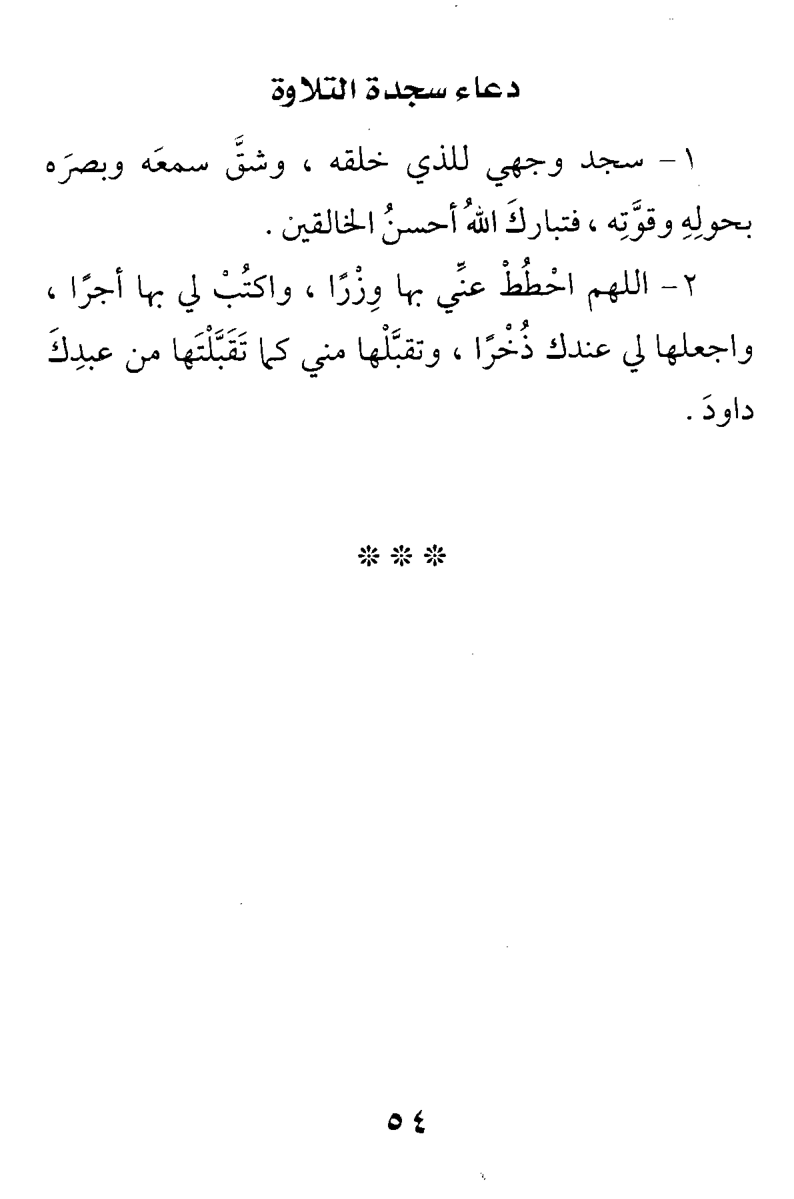 دعاء سجدة التلاوة
١- سجد وجهي للذي خلقه ، وشقَّ سمعَه وبصرَه
بحولِهِ وقوَّتِه ، فتباركَ اللهُ أحسنُ الخالقين .
٢- اللهم احْطُطْ عنِّي بها وِزْرًا ، واكتُبْ لي بها أجرًا ،
واجعلها لي عندك ذُخْرًا ، وتقبَّلْها مني كما تَقَبَّلْتَها من عبدِكَ
داودَ .
❊ ❊ ❊
٥٤